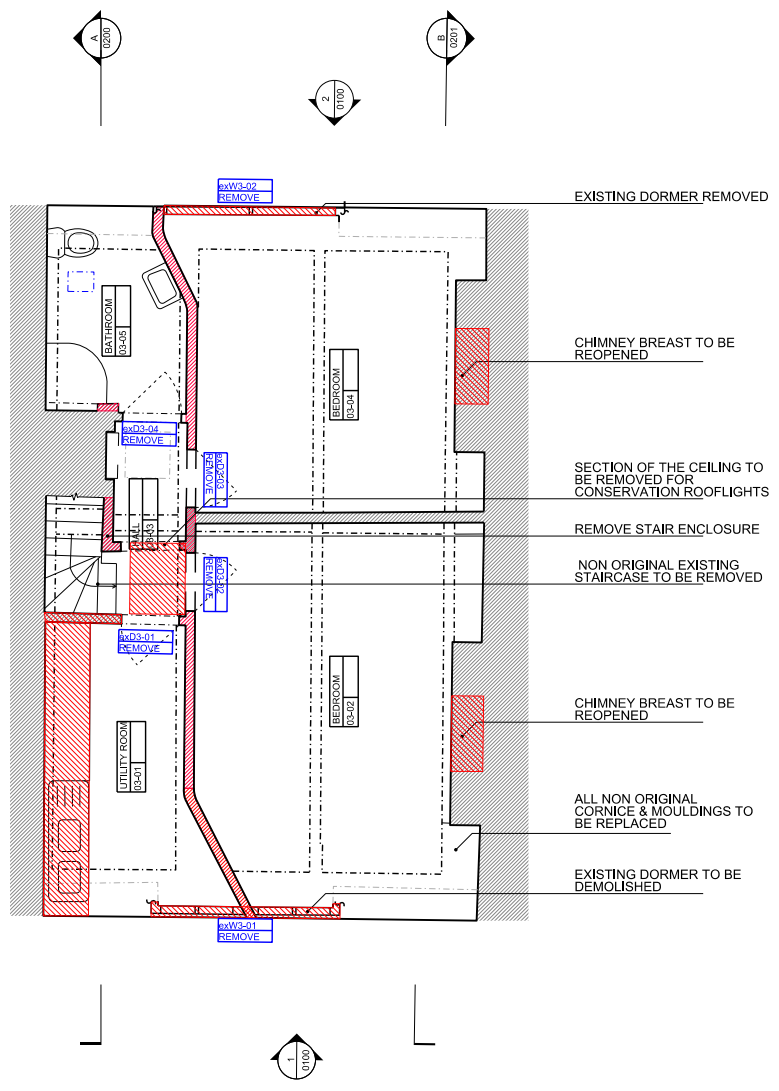 A
0200
B
0201
2
0100
exW3-02
REMOVE
EXISTING DORMER REMOVED
BATHROOM
03-05
CHIMNEY BREAST TO BE
REOPENED
BEDROOM
03-04
exD3-04
REMOVE
exD3-03
REMOVE
SECTION OF THE CEILING TO
BE REMOVED FOR
CONSERVATION ROOFLIGHTS
HALL
03-03
REMOVE STAIR ENCLOSURE
NON ORIGINAL EXISTING
STAIRCASE TO BE REMOVED
exD3-02
REMOVE
exD3-01
REMOVE
BEDROOM
03-02
CHIMNEY BREAST TO BE
REOPENED
UTILITY ROOM
03-01
ALL NON ORIGINAL
CORNICE & MOULDINGS TO
BE REPLACED
EXISTING DORMER TO BE
DEMOLISHED
exW3-01
REMOVE
1
0100